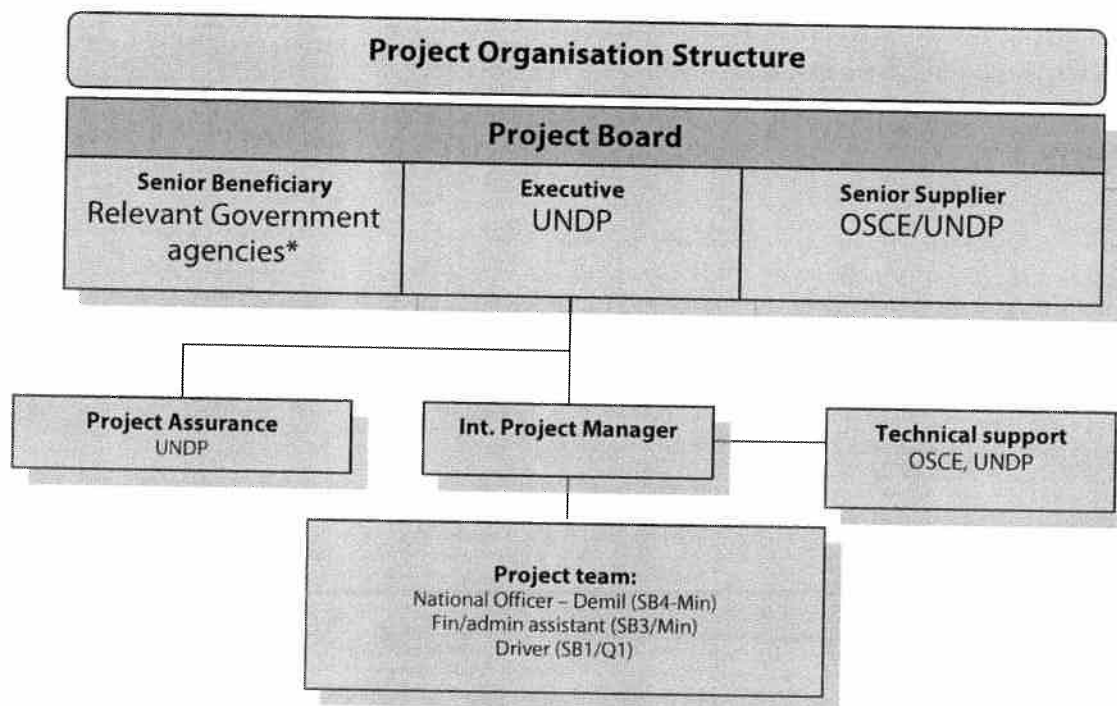 Project Organisation Structure
Project Board
Senior Beneficiary
Relevant Government
agencies*
Executive
UNDP
Senior Supplier
OSCE/UNDP
Project Assurance
UNDP
Int. Project Manager
Technical support
OSCE, UNDP
Project team:
National Officer – Demil (SB4-Min)
Fin/admin assistant (SB3/Min)
Driver (SB1/Q1)